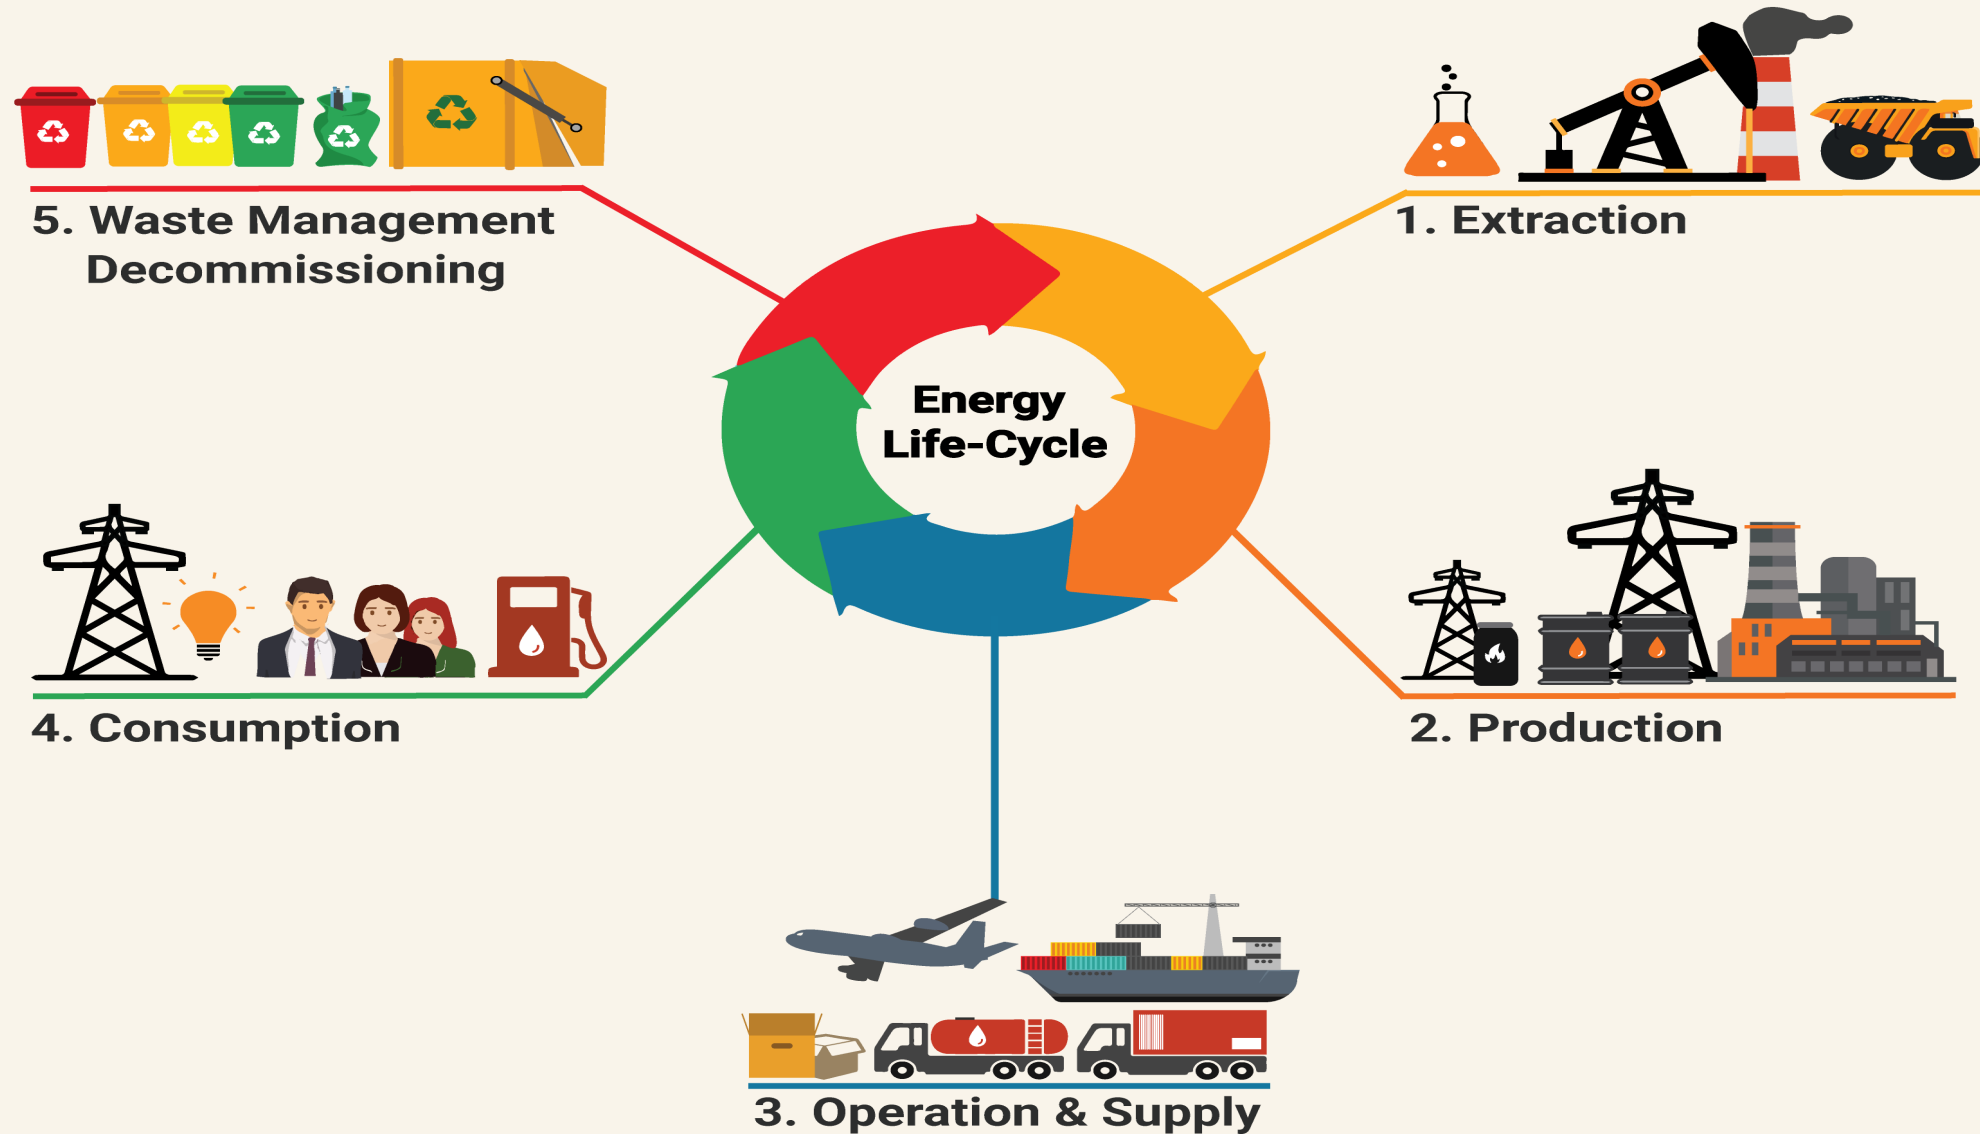 Energy
Life-Cycle
1. Extraction
2. Production
3. Operation & Supply
4. Consumption
5. Waste Management
Decommissioning